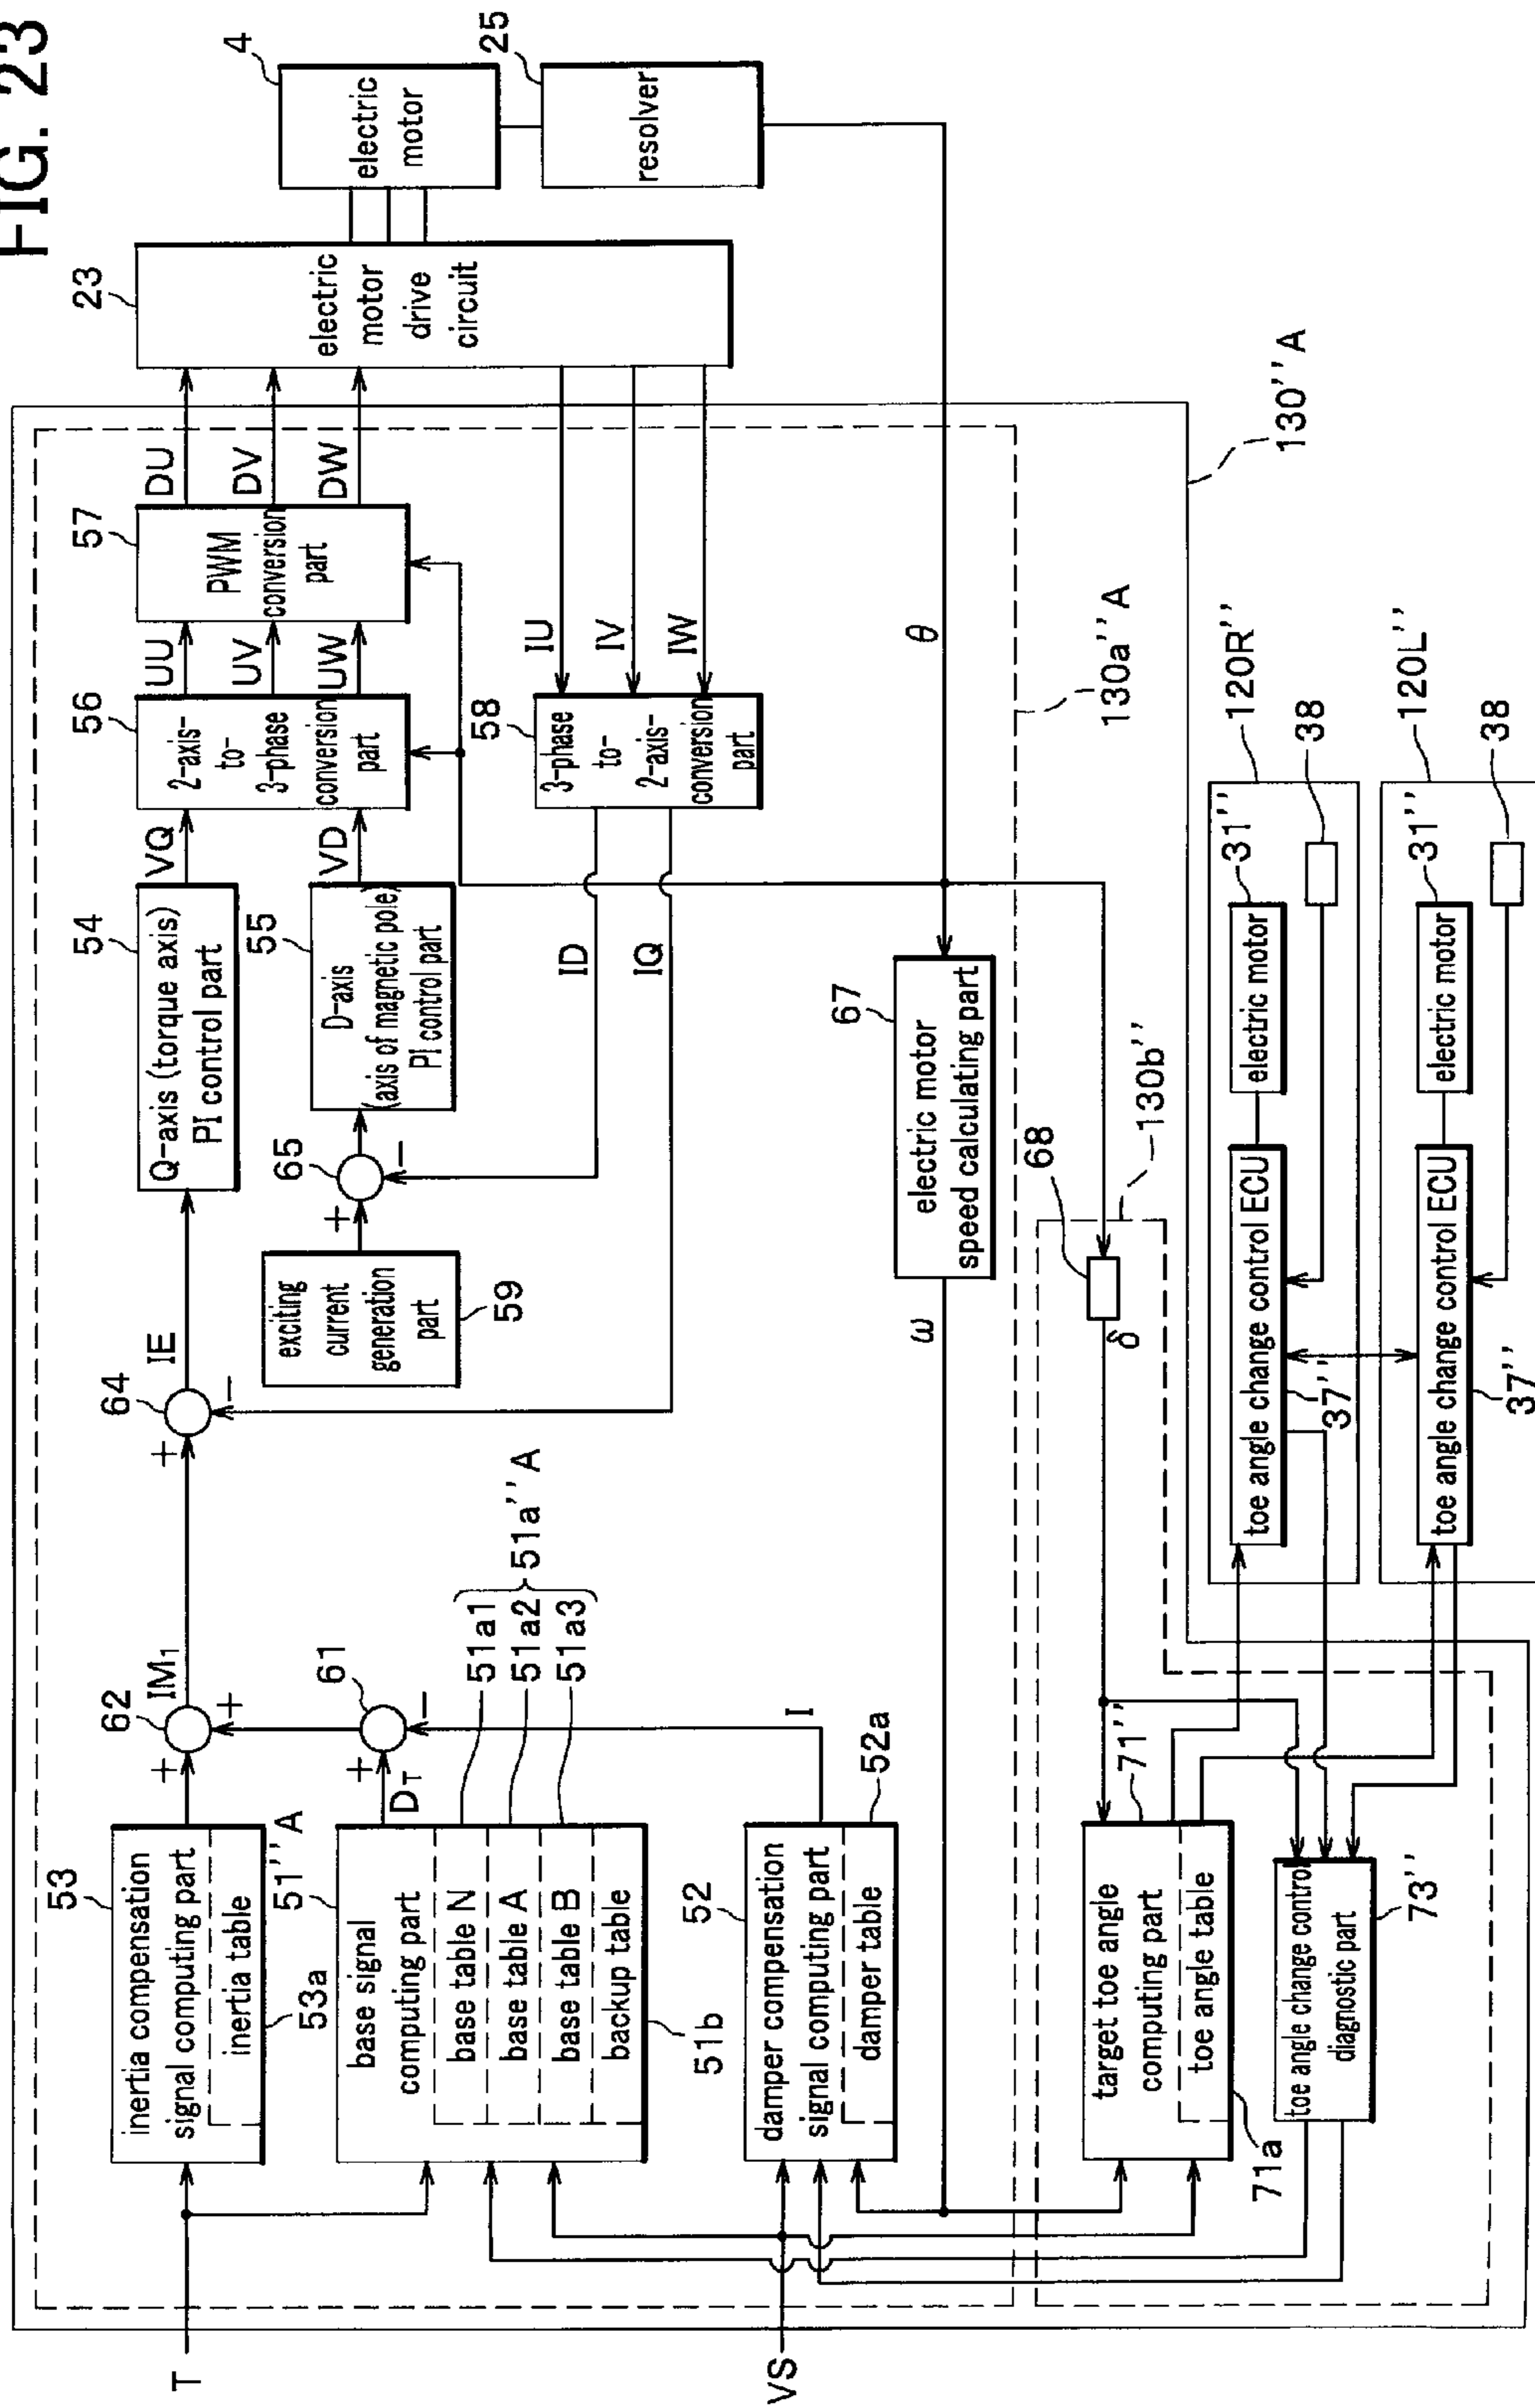 FIG. 23
T
VS
53
inertia compensation
signal computing part
inertia table
53a
51''A
base signal
computing part
base table N
base table A
base table B
backup table
51b
51a1
51a2
51a3
51a''A
52
damper compensation
signal computing part
damper table
52a
62
+
+
IM1
61
+
−
DT
I
64
+
−
IE
54
Q-axis (torque axis)
PI control part
VQ
59
exciting
current
generation
part
65
+
−
55
D-axis
(axis of magnetic pole)
PI control part
VD
ID
IQ
56
2-axis-
to-
3-phase
conversion
part
UU
UV
UW
57
PWM
conversion
part
DU
DV
DW
58
3-phase
to-
2-axis-
conversion
part
IU
IV
IW
23
electric
motor
drive
circuit
4
electric
motor
25
resolver
θ
67
electric motor
speed calculating part
ω
130a''A
130''A
130b''
68
δ
71''
target toe angle
computing part
toe angle table
71a
toe angle change control
diagnostic part
73''
120R''
31''
electric motor
38
toe angle change control ECU
37''
120L''
31''
electric motor
38
toe angle change control ECU
37''